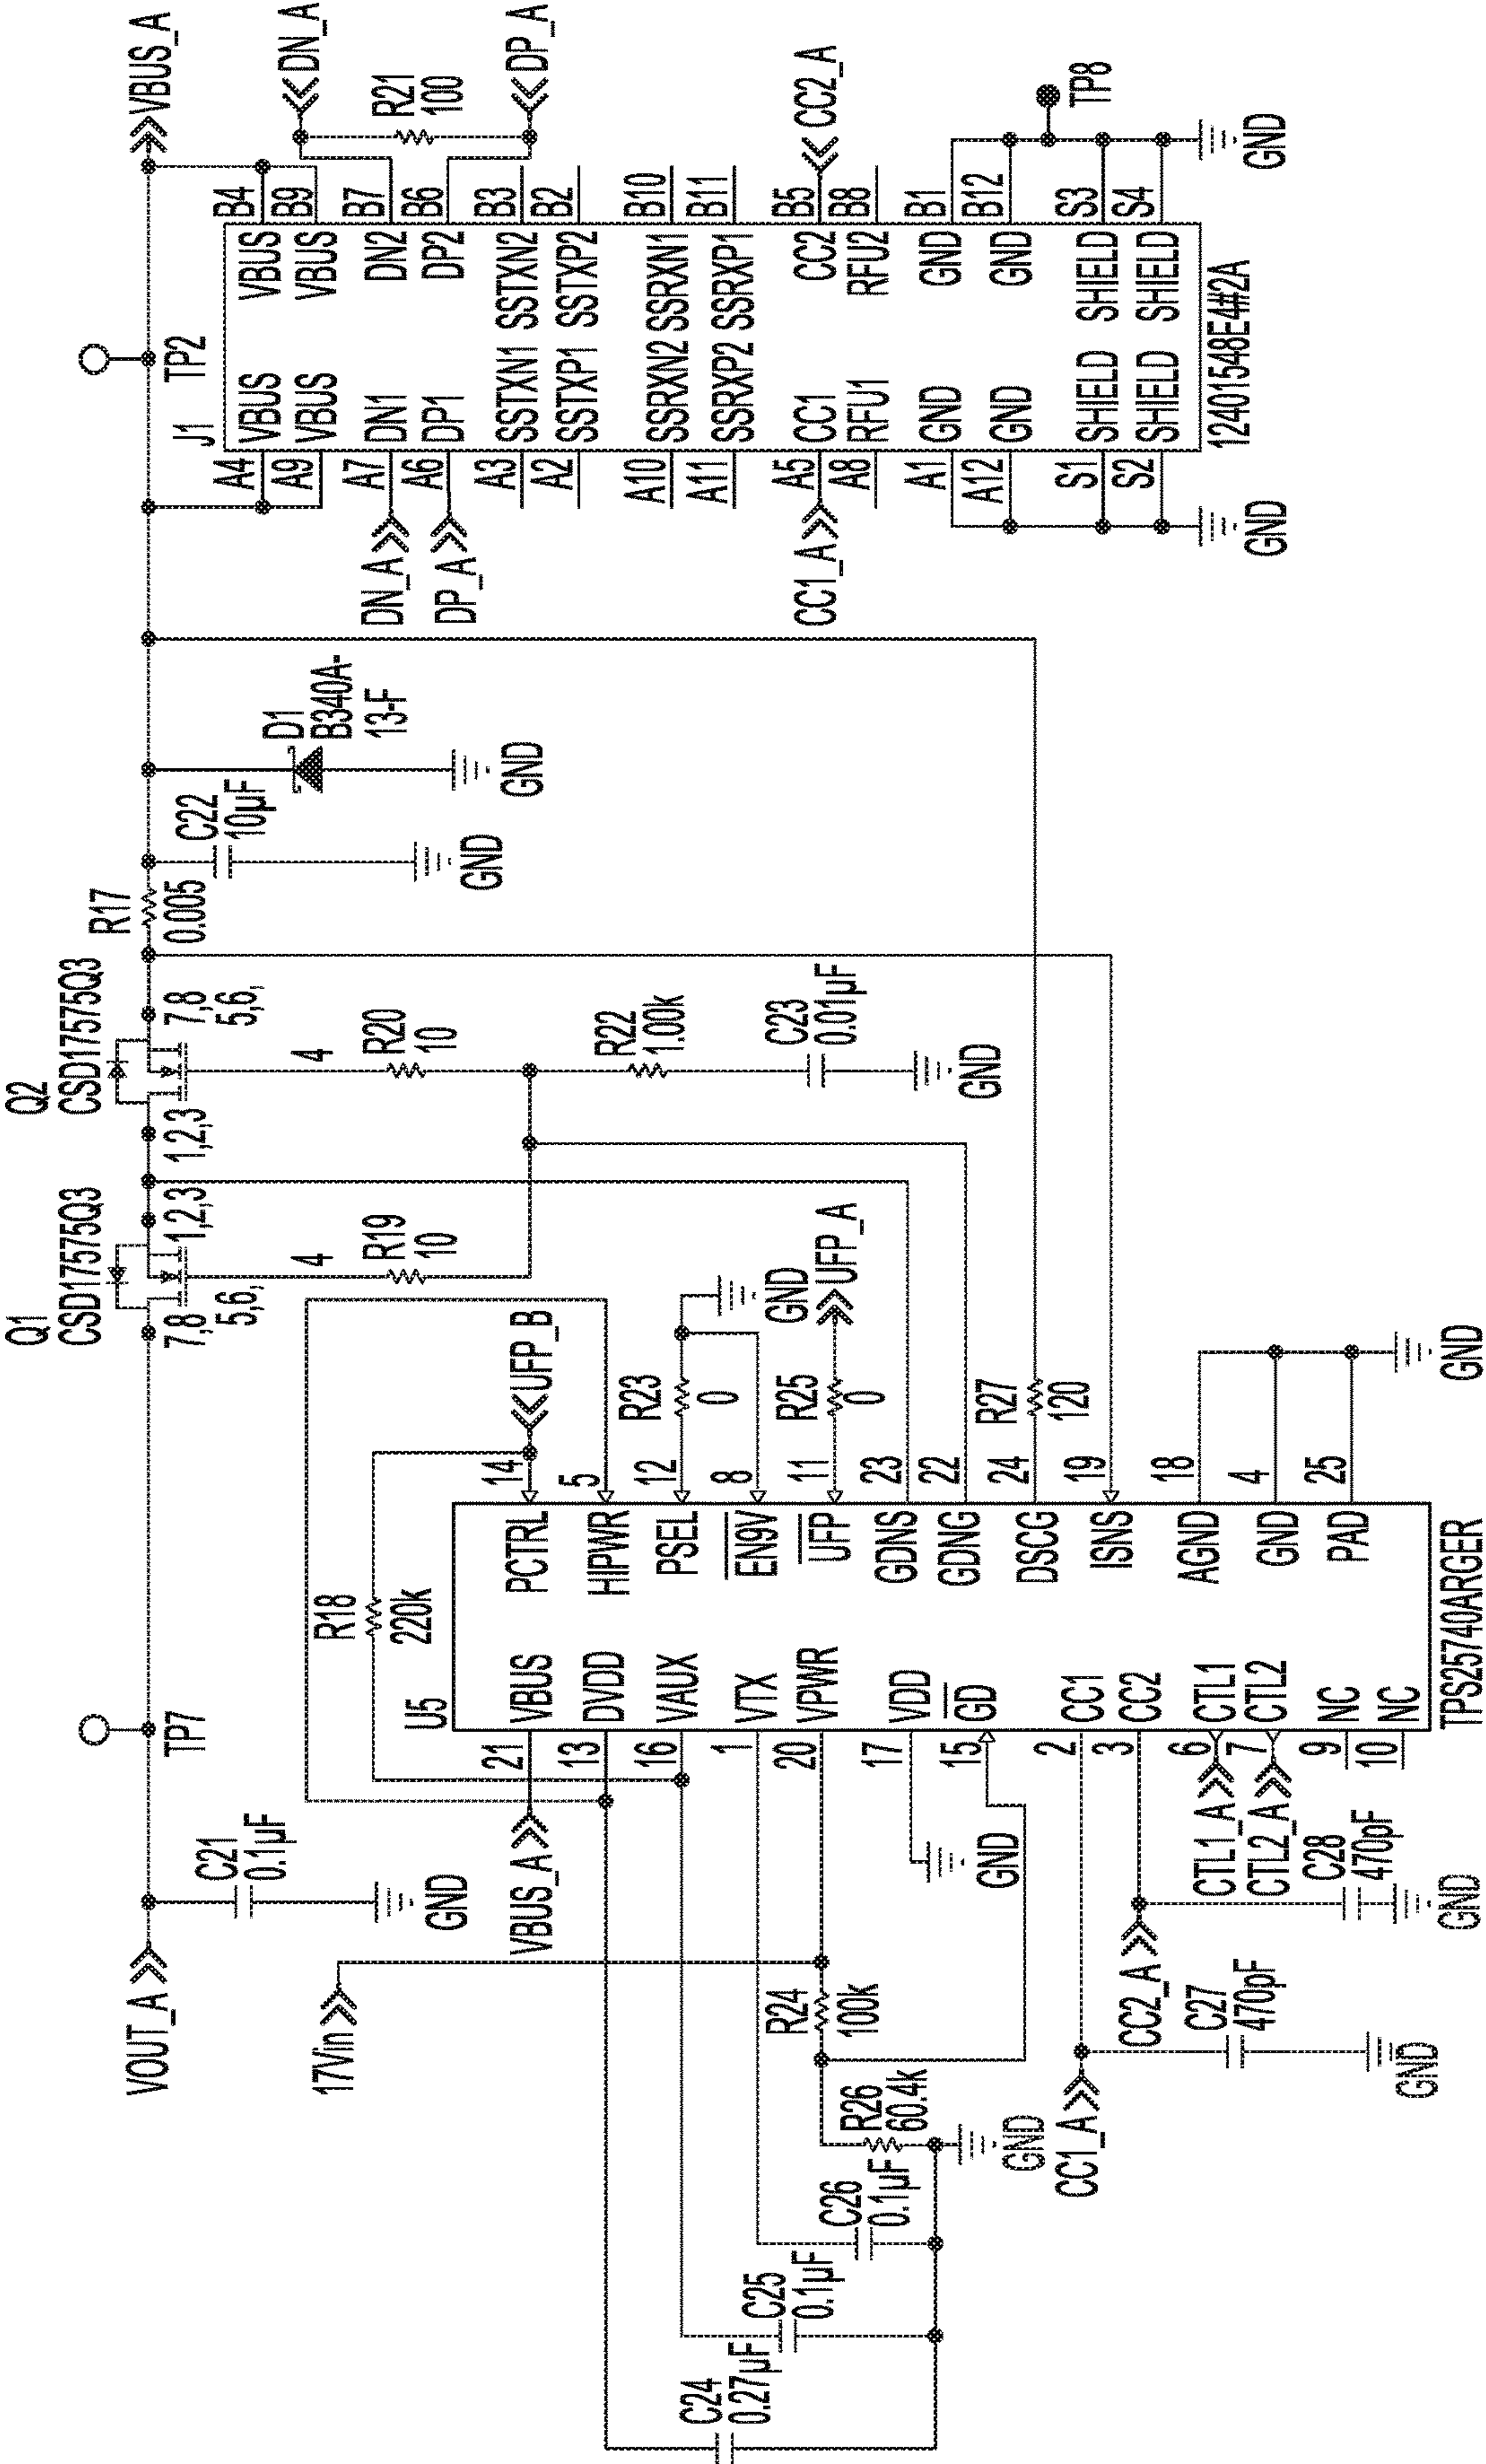 Q1
CSD17575Q3
Q2
CSD17575Q3
TP7
TP2
R17
0.005
VOUT_A
7,8
5,6,
1,2,3
1,2,3
7,8
5,6,
VBUS_A
C21
0.1µF
GND
4
R19
10
4
R20
10
R22
1.00k
C23
0.01µF
GND
C22
10µF
GND
D1
B340A-
13-F
GND
17Vin
R18
220k
UFP_B
VBUS_A
U5
21
VBUS
PCTRL
14
13
DVDD
HIPWR
5
16
VAUX
PSEL
12
R23
0
GND
1
VTX
EN9V
8
20
VPWR
UFP
11
R25
0
UFP_A
17
VDD
GDNS
23
15
GD
GDNG
22
DSCG
24
R27
120
2
CC1
ISNS
19
3
CC2
6
CTL1
AGND
18
7
CTL2
GND
4
9
NC
PAD
25
10
NC
GND
TPS25740ARGER
GND
C24
0.27µF
C25
0.1µF
C26
0.1µF
R26
60.4k
R24
100k
GND
CC1_A
CC2_A
C27
470pF
GND
CTL1_A
CTL2_A
C28
470pF
GND
J1
A4
VBUS
VBUS
B4
A9
VBUS
VBUS
B9
DN_A
A7
DN1
DN2
B7
DN_A
DP_A
A6
DP1
DP2
B6
DP_A
R21
100
A3
SSTXN1
SSTXN2
B3
A2
SSTXP1
SSTXP2
B2
A10
SSRXN2
SSRXN1
B10
A11
SSRXP2
SSRXP1
B11
CC1_A
A5
CC1
CC2
B5
CC2_A
A8
RFU1
RFU2
B8
A1
GND
GND
B1
A12
GND
GND
B12
TP8
S1
SHIELD
SHIELD
S3
S2
SHIELD
SHIELD
S4
12401548E4#2A
GND
GND